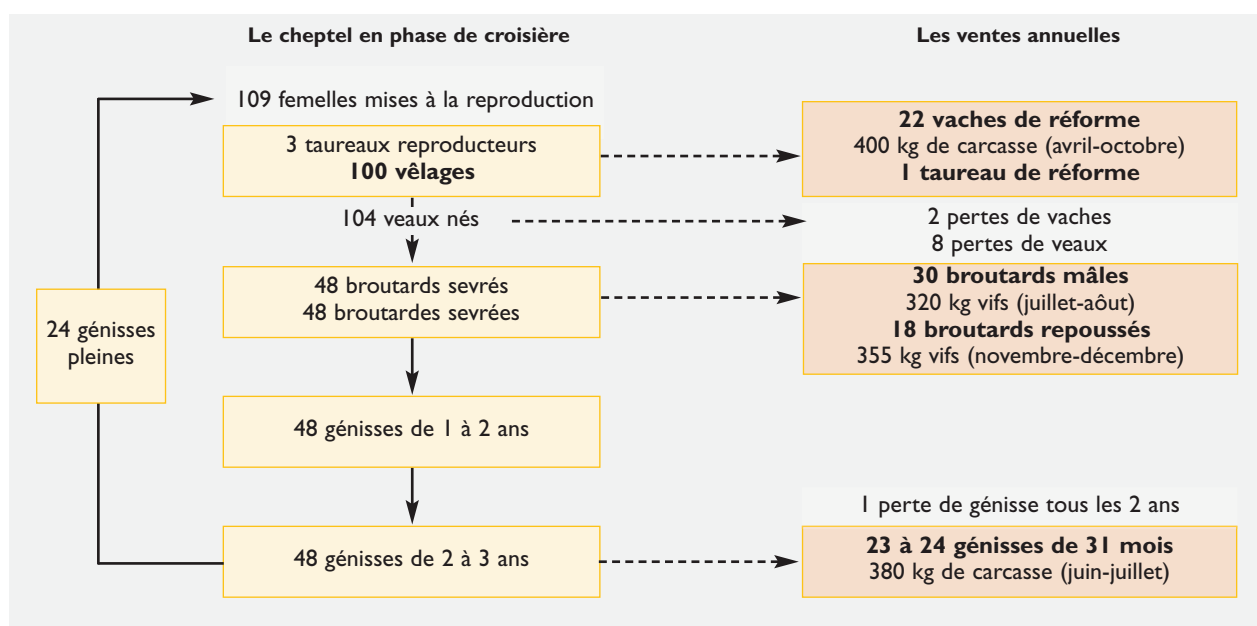 Le cheptel en phase de croisière
Les ventes annuelles
109 femelles mises à la reproduction
3 taureaux reproducteurs
100 vêlages
22 vaches de réforme
400 kg de carcasse (avril-octobre)
1 taureau de réforme
104 veaux nés
2 pertes de vaches
8 pertes de veaux
48 broutards sevrés
48 broutardes sevrées
30 broutards mâles
320 kg vifs (juillet-aôut)
18 broutards repoussés
355 kg vifs (novembre-décembre)
24 génisses
pleines
48 génisses de 1 à 2 ans
1 perte de génisse tous les 2 ans
48 génisses de 2 à 3 ans
23 à 24 génisses de 31 mois
380 kg de carcasse (juin-juillet)